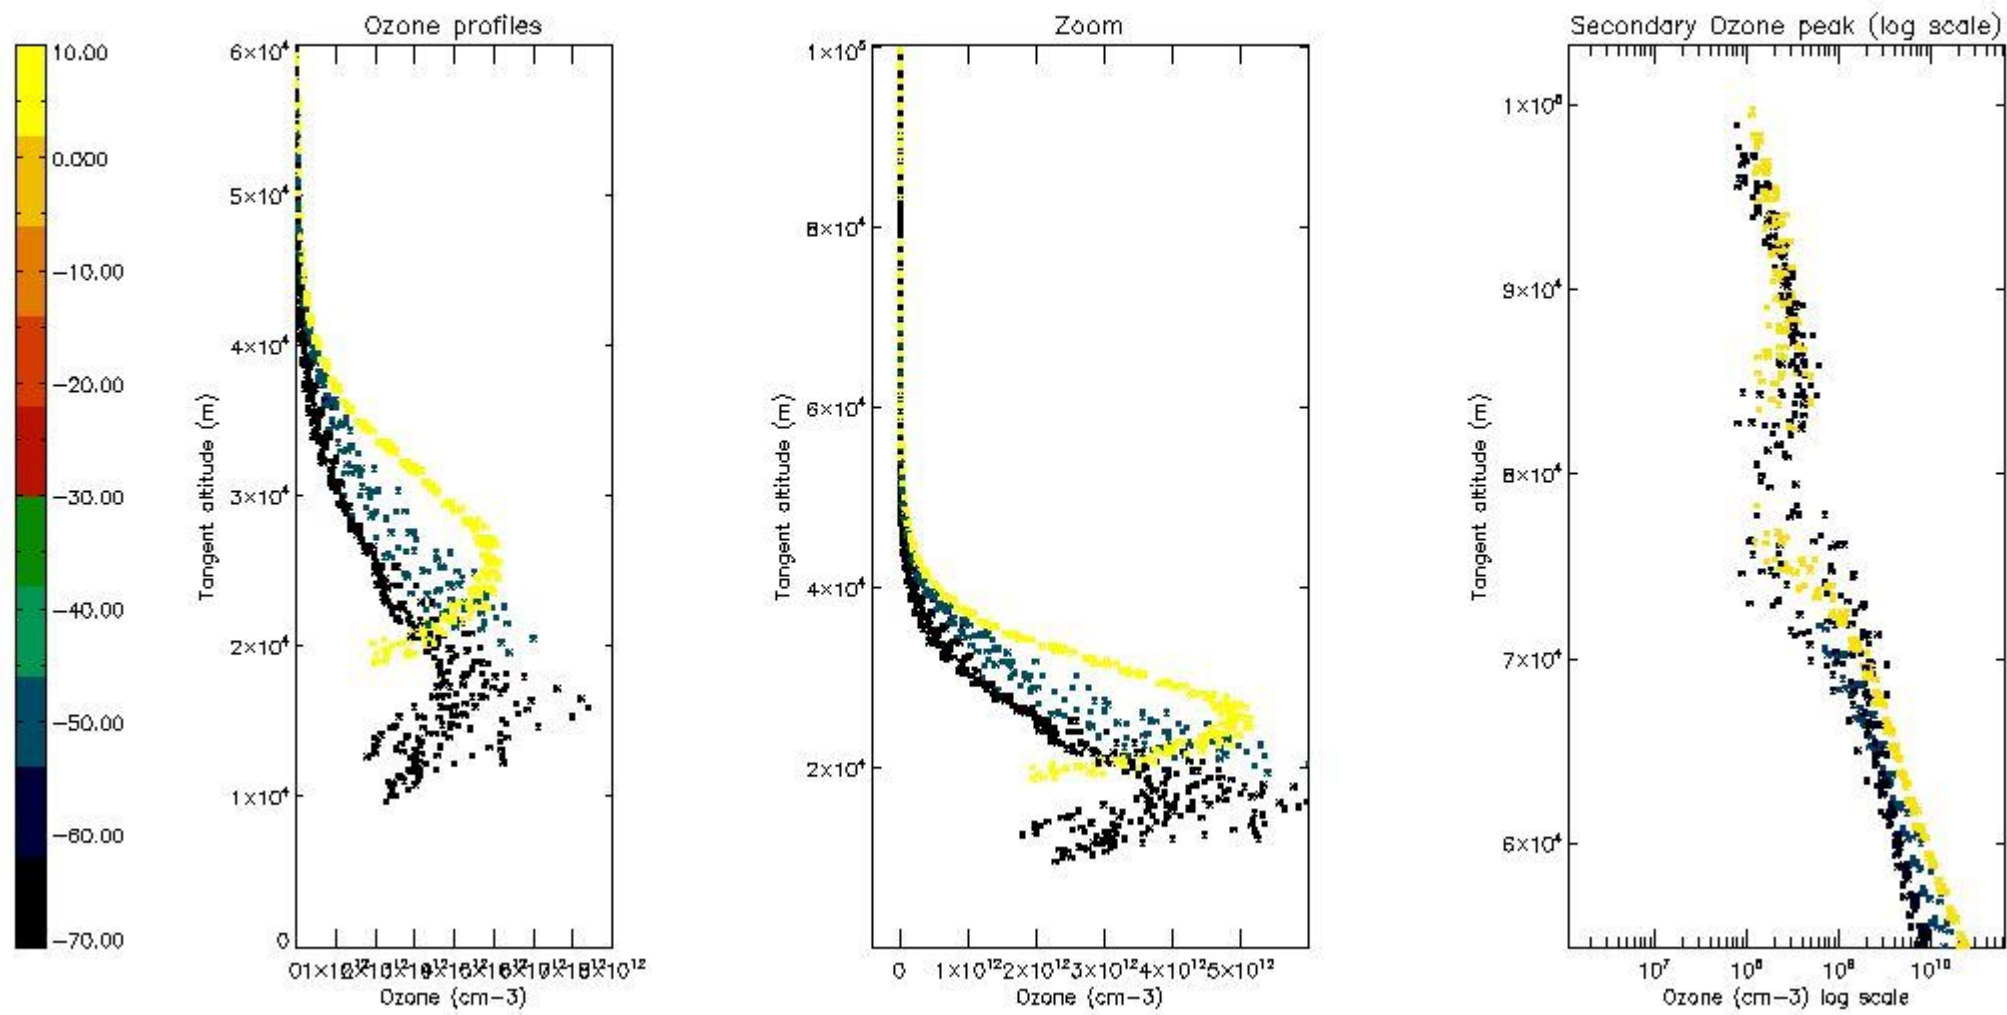 Ozone profiles
Zoom
Secondary Ozone peak (log scale)
10.00
0.000
−10.00
−20.00
−30.00
−40.00
−50.00
−60.00
−70.00
6×10⁴
5×10⁴
4×10⁴
3×10⁴
2×10⁴
1×10⁴
0
Tangent altitude (m)
Ozone (cm−3)
1×10⁵
8×10⁴
6×10⁴
4×10⁴
2×10⁴
Tangent altitude (m)
0 1×10¹² 2×10¹² 3×10¹² 4×10¹² 5×10¹²
Ozone (cm−3)
9×10⁴
8×10⁴
7×10⁴
6×10⁴
Tangent altitude (m)
10⁷ 10⁸ 10⁹ 10¹⁰
Ozone (cm−3) log scale